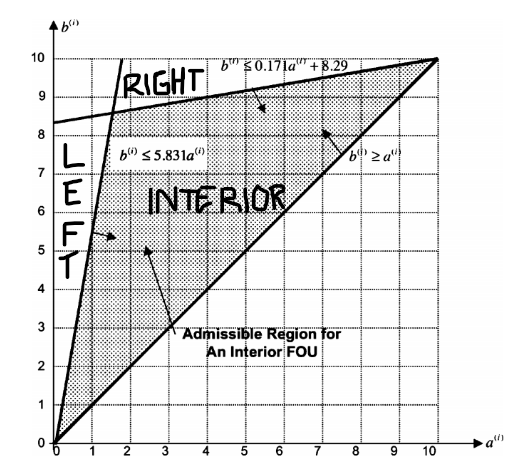 b⁽ⁱ⁾
10
RIGHT
b⁽ⁱ⁾ ≤ 0.171a⁽ⁱ⁾ + 8.29
9
8
LEFT
b⁽ⁱ⁾ ≤ 5.831a⁽ⁱ⁾
b⁽ⁱ⁾ ≥ a⁽ⁱ⁾
7
INTERIOR
6
5
4
3
Admissible Region for
An Interior FOU
2
1
0
0 1 2 3 4 5 6 7 8 9 10
a⁽ⁱ⁾